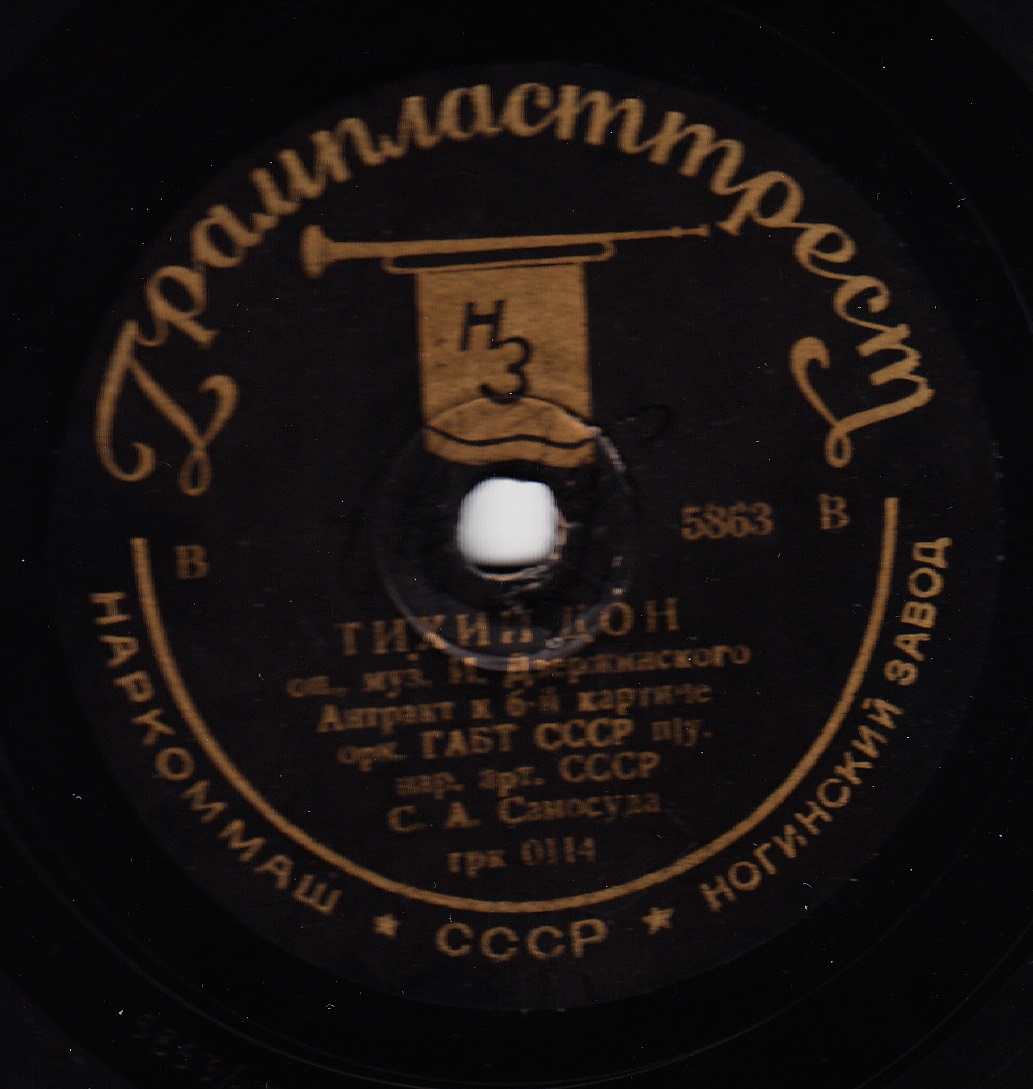 Грампласттрест
НЗ
5863 В
В
ТИХИЙ ДОН
оп., муз. И. Дзержинского
Антракт к 6-й картине
орк. ГАБТ СССР п|у.
нар. арт. СССР
С. А. Самосуда
грк 0114
НАРКОММАШ ★ СССР ★ НОГИНСКИЙ ЗАВОД